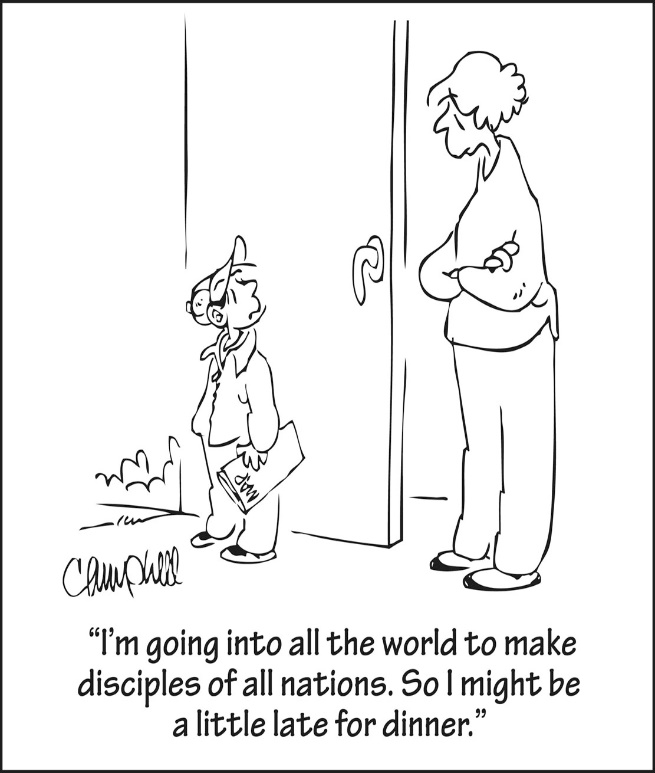 MAP
Campbell
“I’m going into all the world to make
disciples of all nations. So I might be
a little late for dinner.”